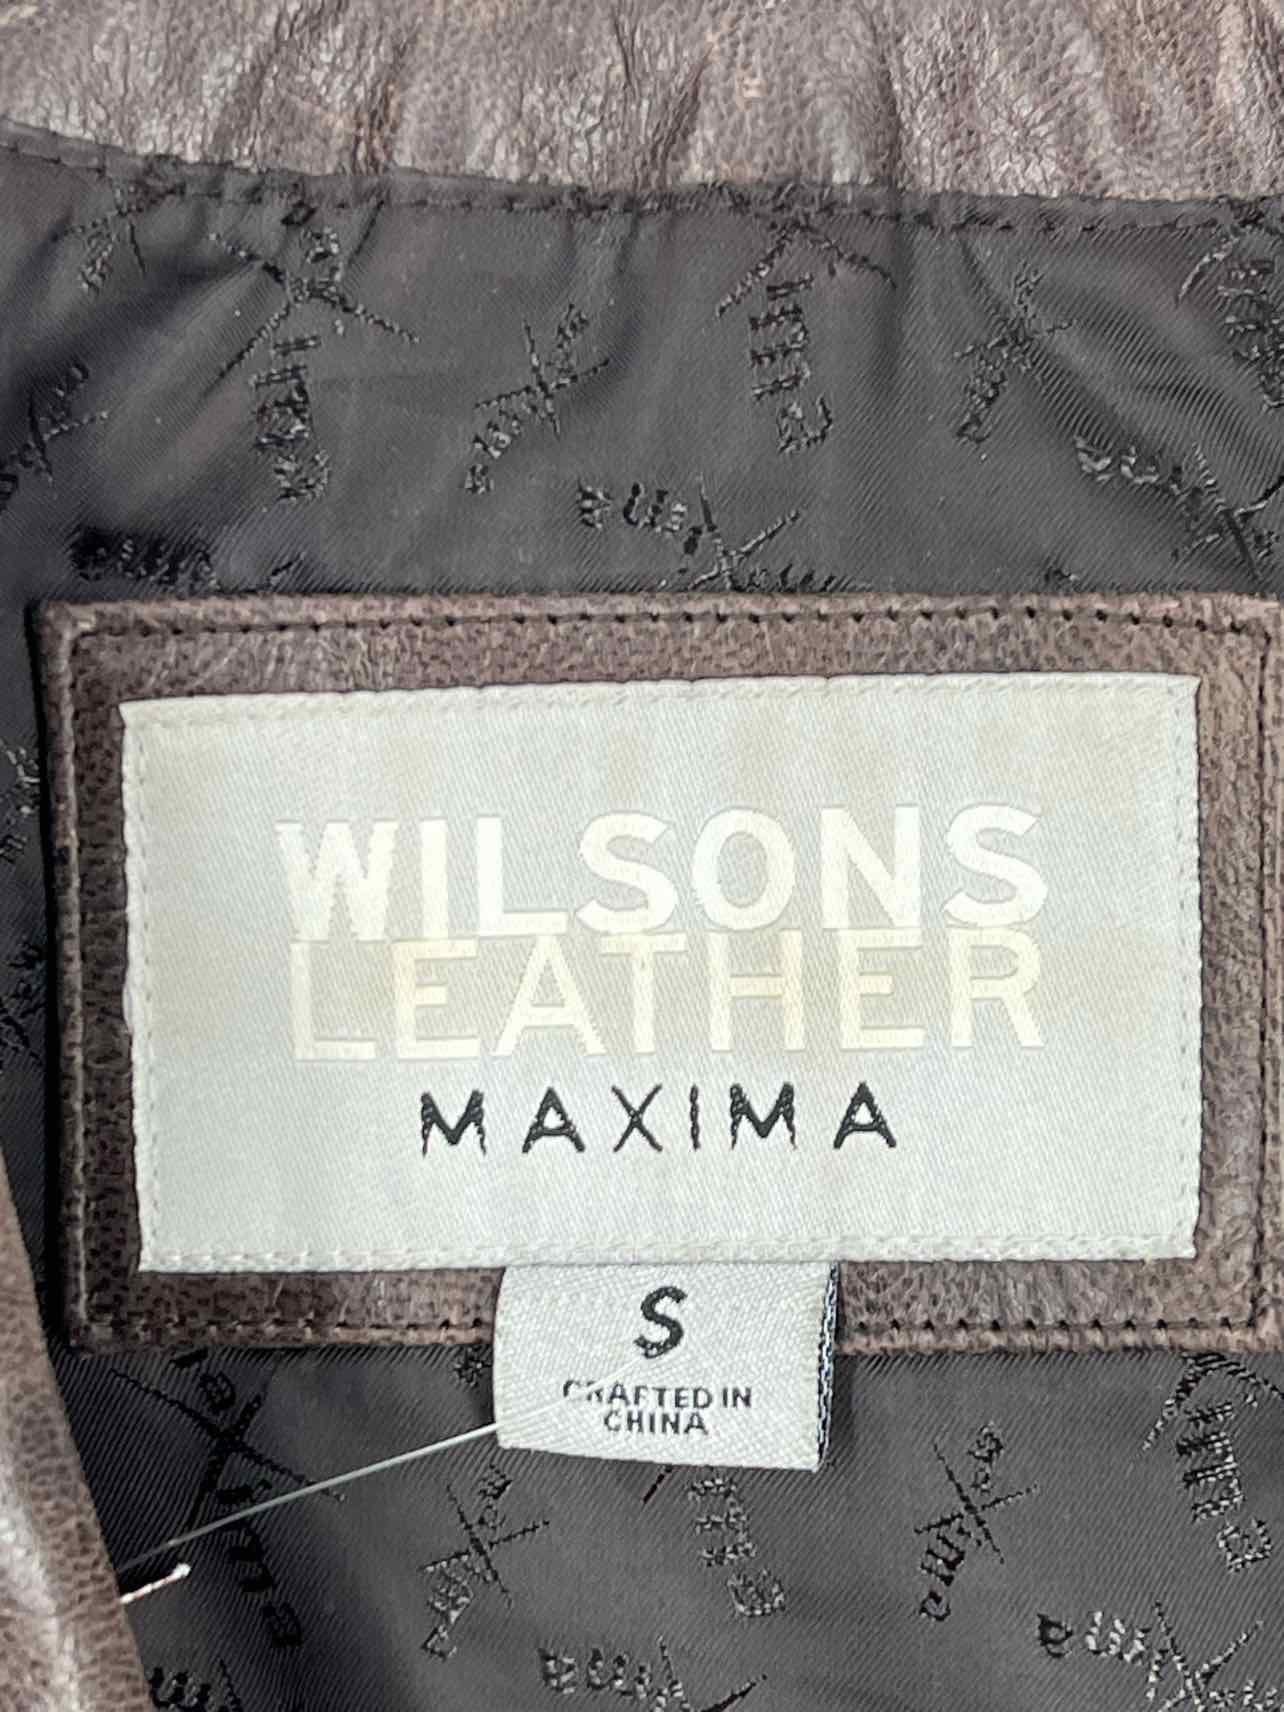 WILSONS
LEATHER
MAXIMA
S
CRAFTED IN
CHINA